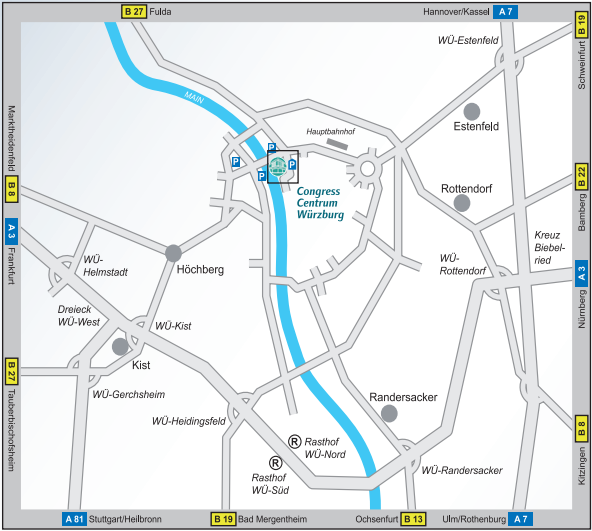 B 27 Fulda
Hannover/Kassel A 7
B 19
Schweinfurt
WÜ-Estenfeld
MAIN
Marktheidenfeld
B 8
A 3
Frankfurt
Hauptbahnhof
Estenfeld
P
P
P
P
Congress
Centrum
Würzburg
Rottendorf
B 22
Bamberg
Kreuz
Biebel-
ried
WÜ-
Rottendorf
A 3
Nürnberg
WÜ-
Helmstadt
Höchberg
Dreieck
WÜ-West
WÜ-Kist
Kist
B 27
Tauberbischofsheim
WÜ-Gerchsheim
WÜ-Heidingsfeld
Randersacker
R Rasthof
WÜ-Nord
R
Rasthof
WÜ-Süd
WÜ-Randersacker
B 8
Kitzingen
A 81 Stuttgart/Heilbronn
B 19 Bad Mergentheim
Ochsenfurt B 13
Ulm/Rothenburg A 7